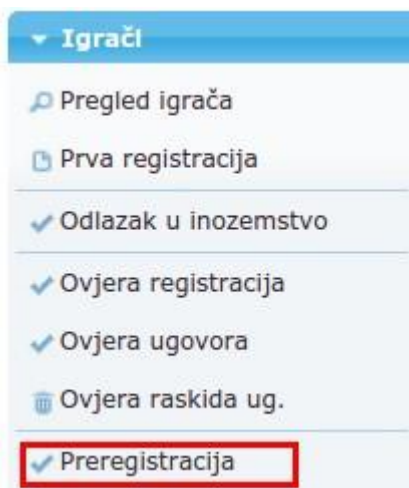 Igrači
Pregled igrača
Prva registracija
Odlazak u inozemstvo
Ovjera registracija
Ovjera ugovora
Ovjera raskida ug.
Preregistracija